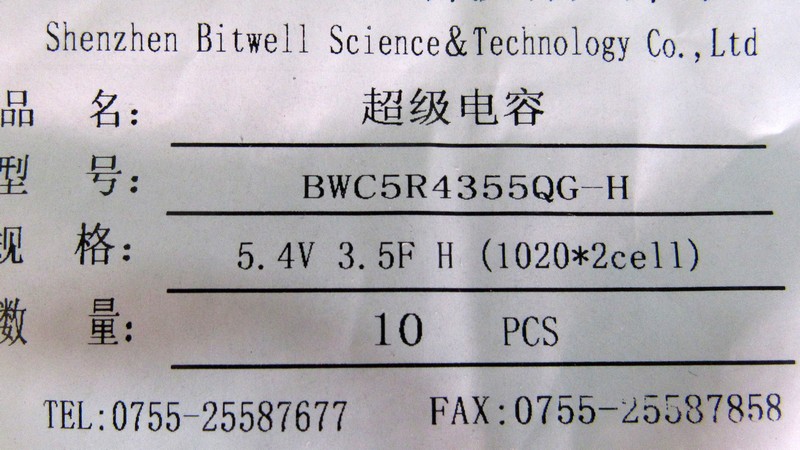 Shenzhen Bitwell Science&Technology Co.,Ltd
品 名: 超级电容
型 号: BWC5R4355QG-H
规 格: 5.4V 3.5F H (1020*2cell)
数 量: 10 PCS
TEL:0755-25587677 FAX:0755-25587858